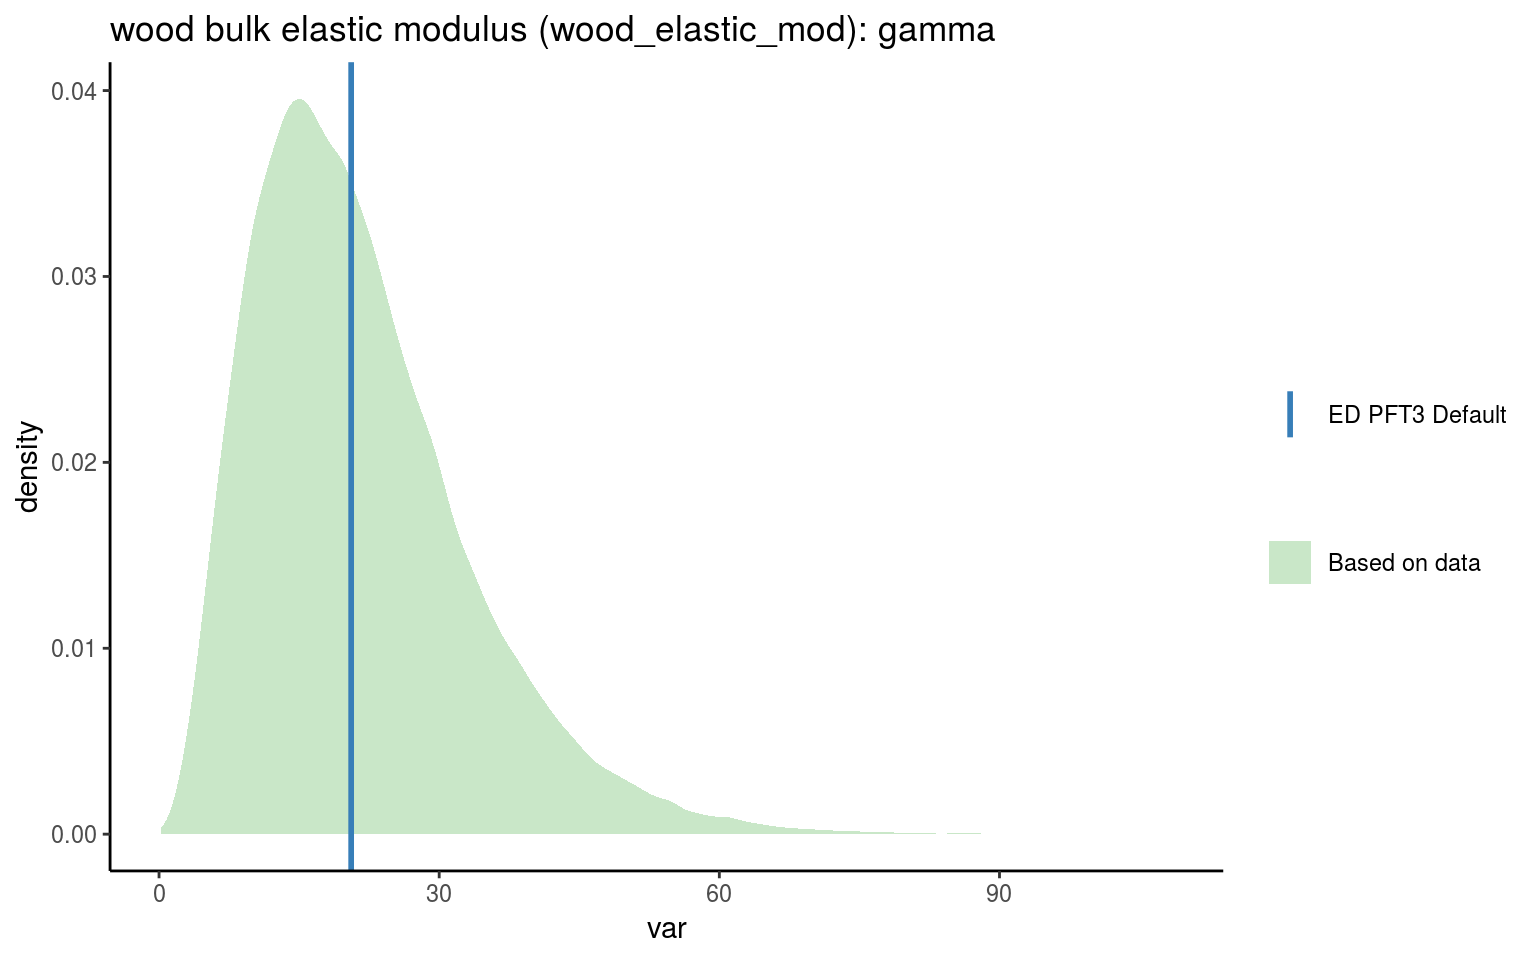 wood bulk elastic modulus (wood_elastic_mod): gamma
0.04
0.03
0.02
0.01
0.00
density
0 30 60 90
var
ED PFT3 Default
Based on data